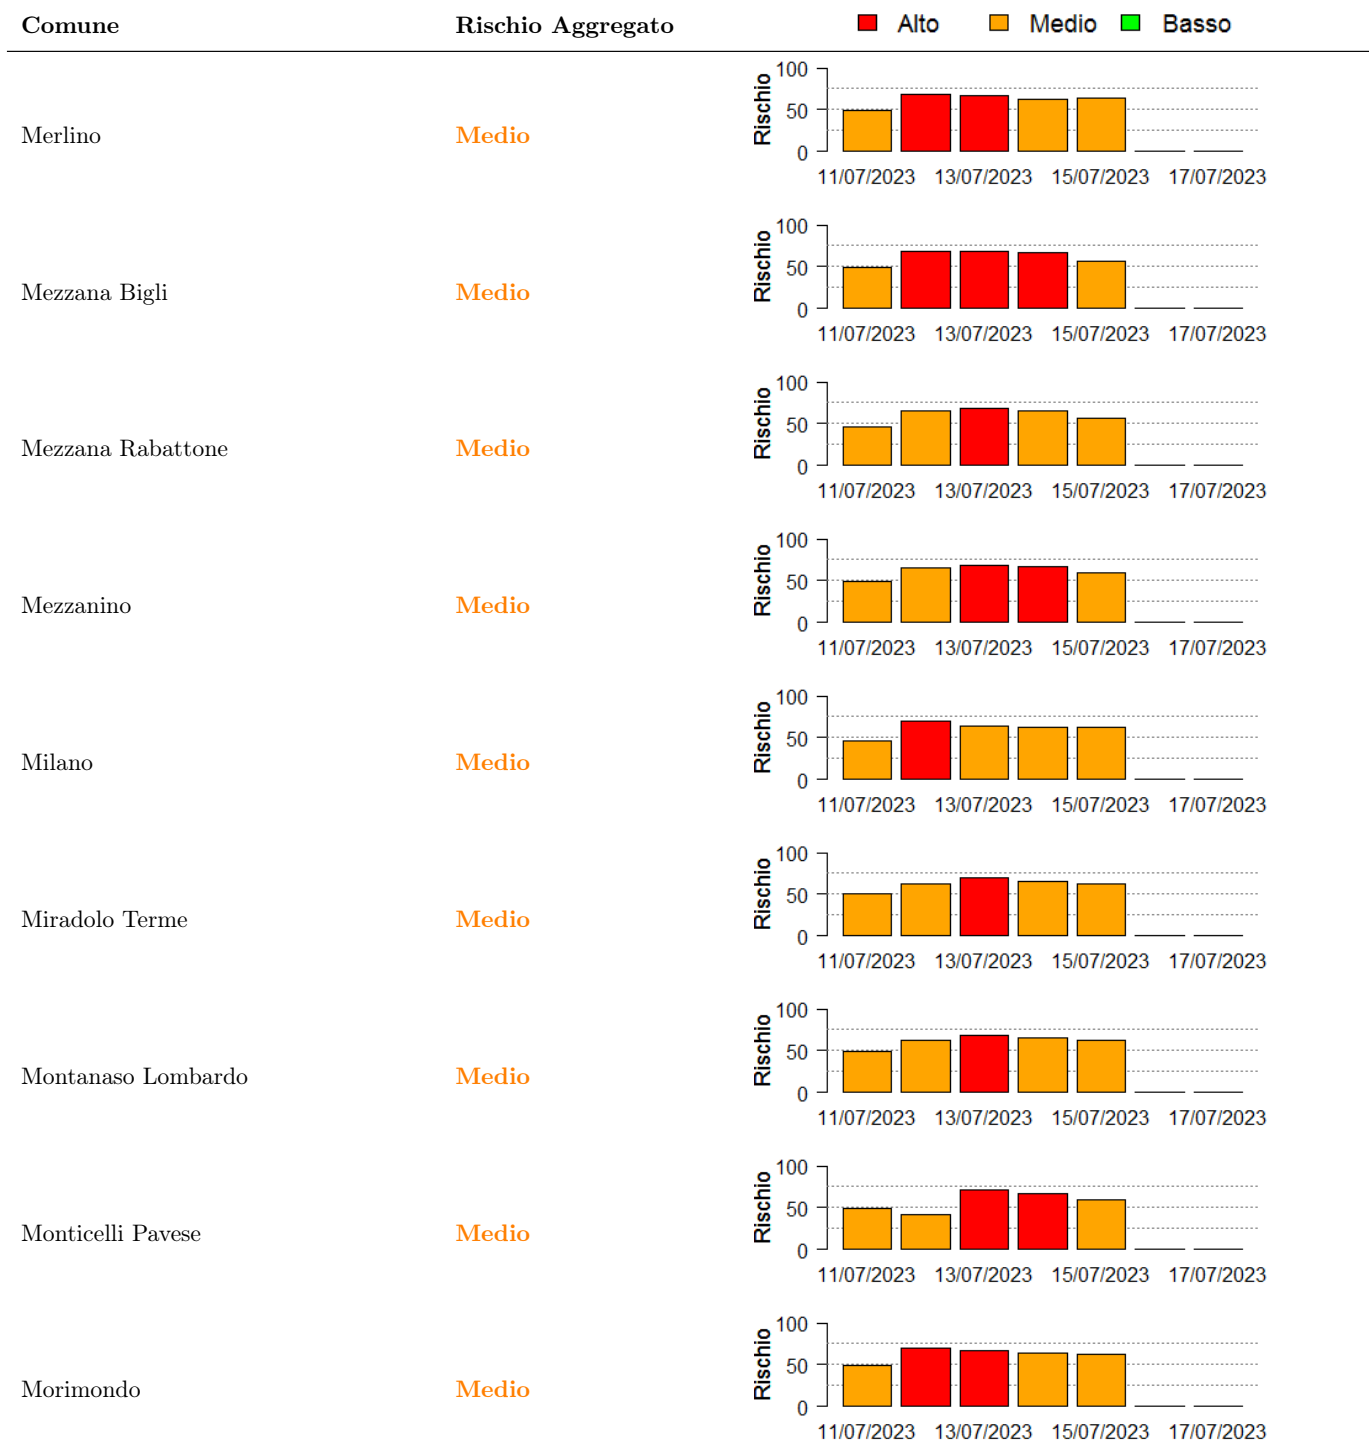 Comune Rischio Aggregato Alto Medio Basso
Merlino Medio Rischio 100 50 0
11/07/2023 13/07/2023 15/07/2023 17/07/2023
Mezzana Bigli Medio Rischio 100 50 0
11/07/2023 13/07/2023 15/07/2023 17/07/2023
Mezzana Rabattone Medio Rischio 100 50 0
11/07/2023 13/07/2023 15/07/2023 17/07/2023
Mezzanino Medio Rischio 100 50 0
11/07/2023 13/07/2023 15/07/2023 17/07/2023
Milano Medio Rischio 100 50 0
11/07/2023 13/07/2023 15/07/2023 17/07/2023
Miradolo Terme Medio Rischio 100 50 0
11/07/2023 13/07/2023 15/07/2023 17/07/2023
Montanaso Lombardo Medio Rischio 100 50 0
11/07/2023 13/07/2023 15/07/2023 17/07/2023
Monticelli Pavese Medio Rischio 100 50 0
11/07/2023 13/07/2023 15/07/2023 17/07/2023
Morimondo Medio Rischio 100 50 0
11/07/2023 13/07/2023 15/07/2023 17/07/2023